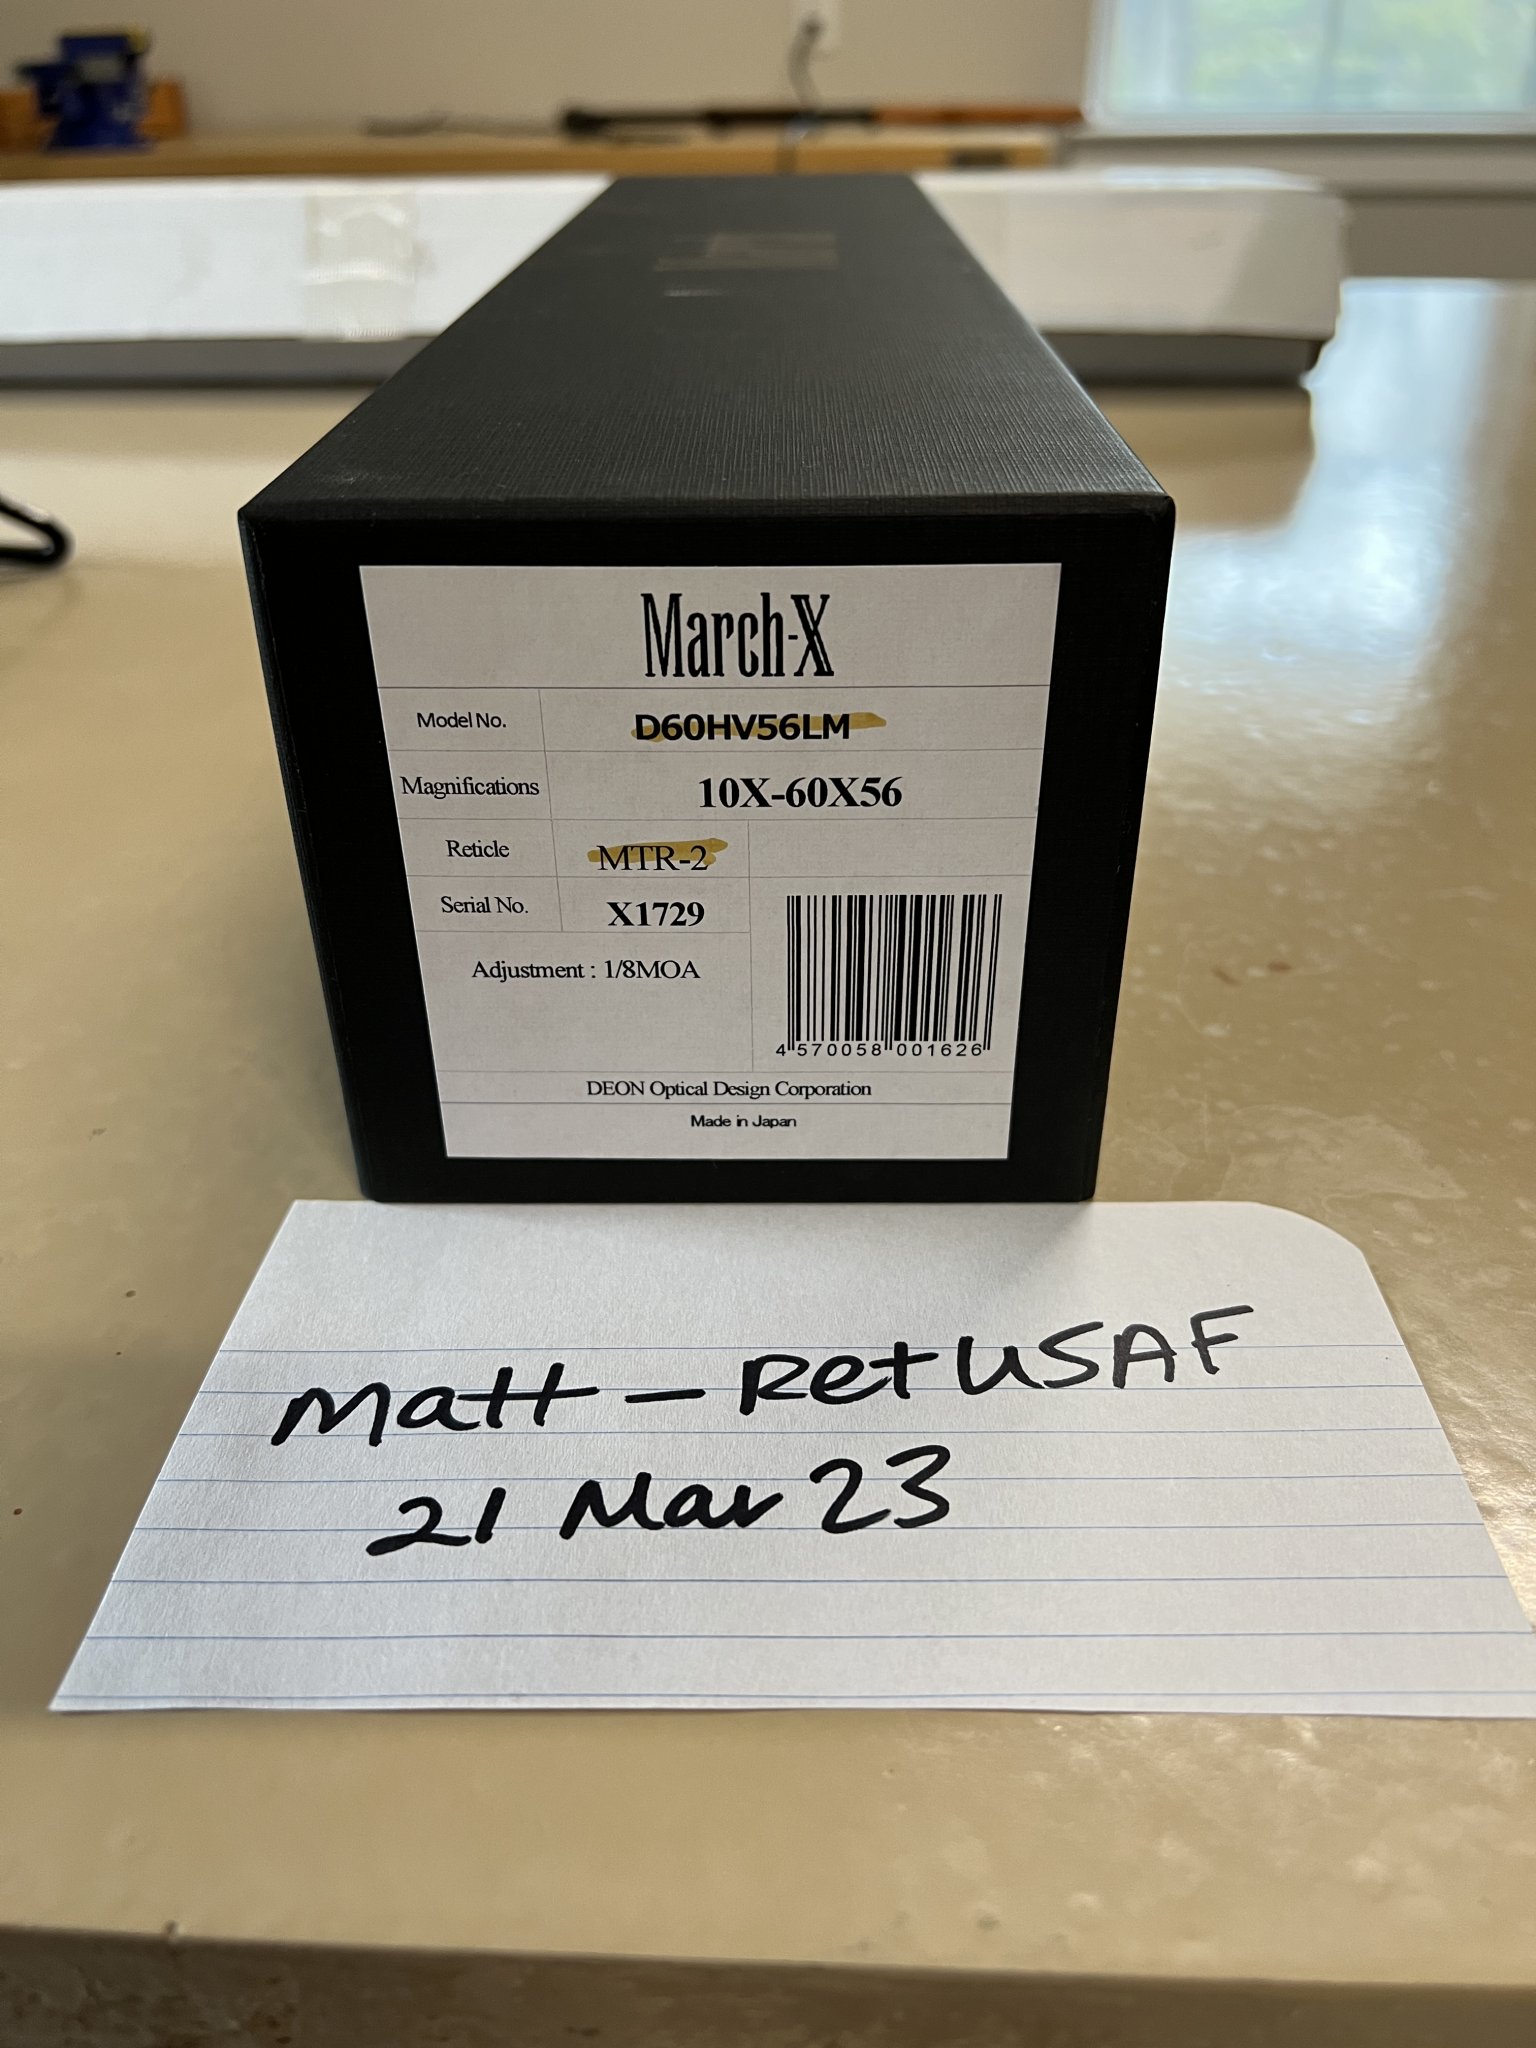 March-X
Model No. D60HV56LM
Magnifications 10X-60X56
Reticle MTR-2
Serial No. X1729
Adjustment : 1/8MOA
4 570058 001626
DEON Optical Design Corporation
Made in Japan
Matt - Ret USAF
21 Mar 23